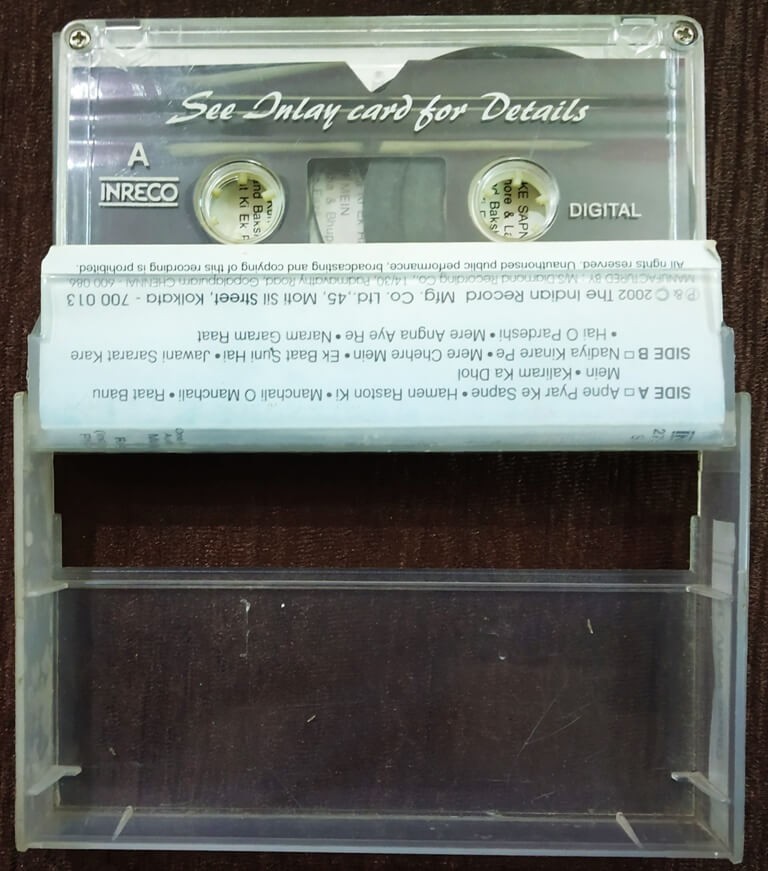 See Inlay card for Details
A
INRECO
DIGITAL
SIDE A □ Apne Pyar Ke Sapne • Hamen Raston Ki • Manchali O Manchali • Raat Banu
Mein • Kaliram Ka Dhol
SIDE B □ Nadiya Kinare Pe • Mere Chehre Mein • Ek Baat Suni Hai • Jawani Sararat Kare
• Hai O Pardeshi • Mere Angna Aye Re • Naram Garam Raat
℗ & © 2002 The Indian Record Mfg. Co. Ltd.,45, Moti Sil Street, Kolkata - 700 013
MANUFACTURED BY : M/S.Diamond Recording Co., 14/30, Padmavathy Road, Gopalapuram CHENNAI - 600 086
All rights reserved. Unauthorised public performance, broadcasting and copying of this recording is prohibited.
KE SAPN
MEIN